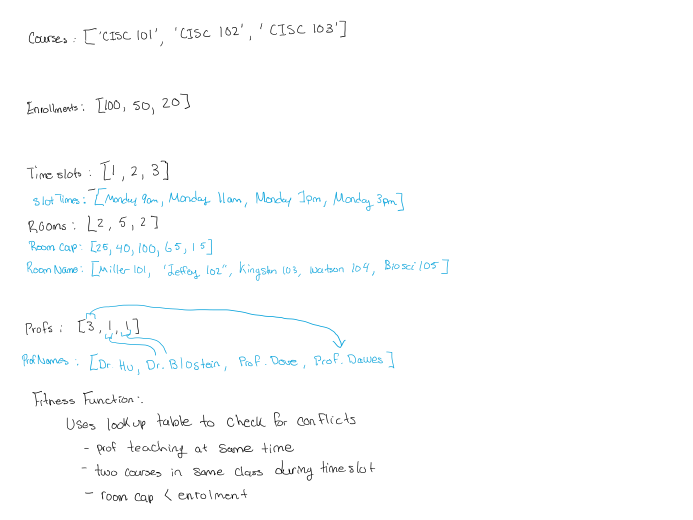 Courses: ['CISC 101', 'CISC 102', 'CISC 103']
Enrollments: [100, 50, 20]
Time slots: [1, 2, 3]
Slot Times: [Monday 9am, Monday 11am, Monday 1pm, Monday 3pm]
Rooms: [2, 5, 2]
Room Cap: [25, 40, 100, 65, 15]
Room Name: [Miller 101, "Jeffey 102", Kingston 103, Watson 104, Biosci 105]
Profs: [3, 1, 1]
Prof Names: [Dr. Hu, Dr. Blostein, Prof. Dove, Prof. Dawes]
Fitness Function:
Uses lookup table to check for conflicts
- prof teaching at same time
- two courses in same class during timeslot
- room cap < enrolment